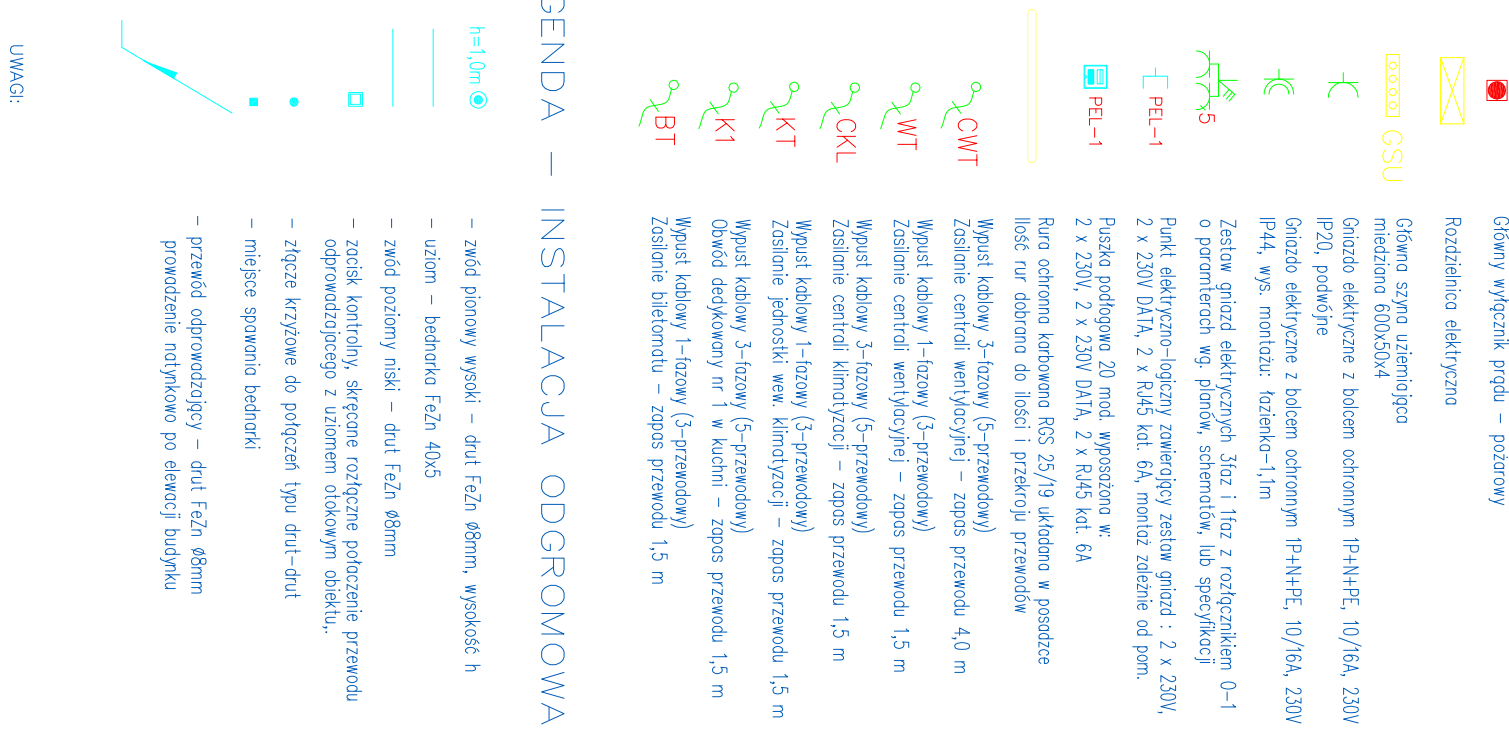 Główny wyłącznik prądu – pożarowy
Rozdzielnica elektryczna
GSU
Główna szyna uziemiająca
miedziana 600x50x4
Gniazdo elektryczne z bolcem ochronnym 1P+N+PE, 10/16A, 230V
IP20, podwójne
Gniazdo elektryczne z bolcem ochronnym 1P+N+PE, 10/16A, 230V
IP44, wys. montażu: łazienka–1,1m
x5
Zestaw gniazd elektrycznych 3faz i 1faz z rozłącznikiem 0–1
o paramterach wg. planów, schematów, lub specyfikacji
PEL–1
Punkt elektryczno–logiczny zawierający zestaw gniazd : 2 x 230V,
2 x 230V DATA, 2 x RJ45 kat. 6A, montaż zależnie od pom.
PEL–1
Puszka podłogowa 20 mod. wyposażona w:
2 x 230V, 2 x 230V DATA, 2 x RJ45 kat. 6A
Rura ochronna karbowana RGS 25/19 układana w posadzce
Ilość rur dobrana do ilości i przekroju przewodów
CWT
Wypust kablowy 3–fazowy (5–przewodowy)
Zasilanie centrali wentylacyjnej – zapas przewodu 4,0 m
WT
Wypust kablowy 1–fazowy (3–przewodowy)
Zasilanie centrali wentylacyjnej – zapas przewodu 1,5 m
CKL
Wypust kablowy 3–fazowy (5–przewodowy)
Zasilanie centrali klimatyzacji – zapas przewodu 1,5 m
KT
Wypust kablowy 1–fazowy (3–przewodowy)
Zasilanie jednostki wew. klimatyzacji – zapas przewodu 1,5 m
K1
Wypust kablowy 3–fazowy (5–przewodowy)
Obwód dedykowany nr 1 w kuchni – zapas przewodu 1,5 m
BT
Wypust kablowy 1–fazowy (3–przewodowy)
Zasilanie biletomatu – zapas przewodu 1,5 m
GENDA – INSTALACJA ODGROMOWA
h=1,0m
– zwód pionowy wysoki – drut FeZn ø8mm, wysokość h
– uziom – bednarka FeZn 40x5
– zwód poziomy niski – drut FeZn ø8mm
– zacisk kontrolny, skręcane rozłączne połaczenie przewodu
odprowadzajacego z uziomem otokowym obiektu,.
– złącze krzyżowe do połączeń typu drut–drut
– miejsce spawania bednarki
– przewód odprowadzający – drut FeZn ø8mm
prowadzenie natynkowo po elewacji budynku
UWAGI: